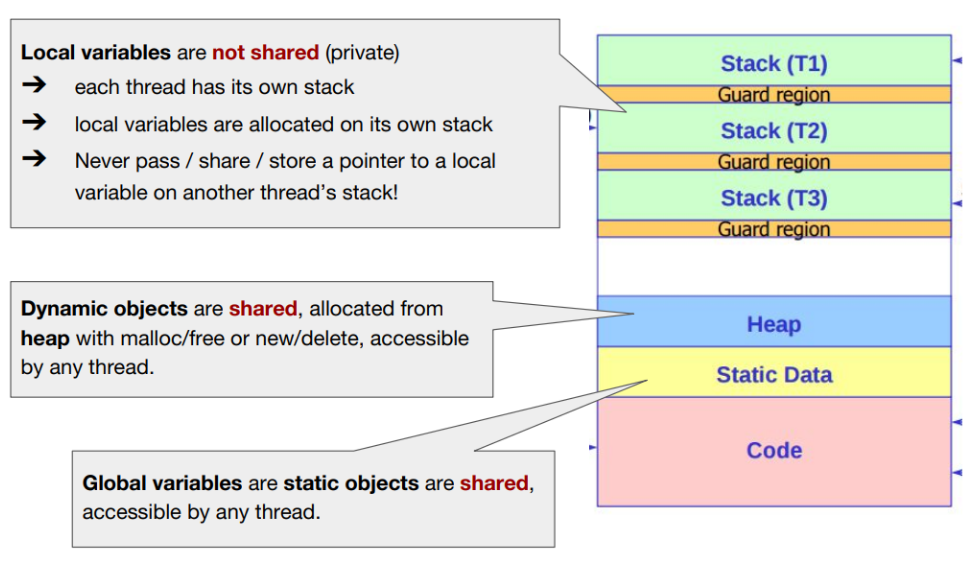 Local variables are not shared (private)
➔ each thread has its own stack
➔ local variables are allocated on its own stack
➔ Never pass / share / store a pointer to a local
variable on another thread's stack!
Dynamic objects are shared, allocated from
heap with malloc/free or new/delete, accessible
by any thread.
Global variables are static objects are shared,
accessible by any thread.
Stack (T1)
Guard region
Stack (T2)
Guard region
Stack (T3)
Guard region
Heap
Static Data
Code